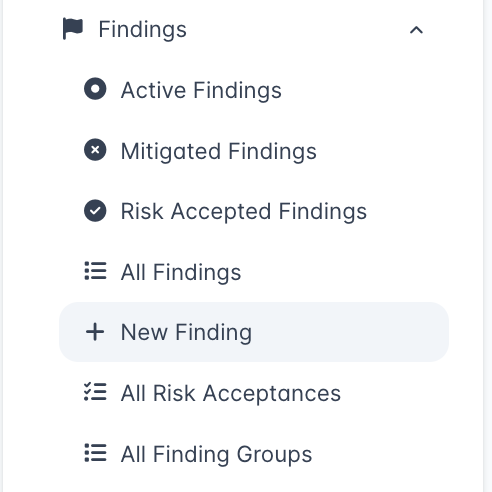 Findings
Active Findings
Mitigated Findings
Risk Accepted Findings
All Findings
New Finding
All Risk Acceptances
All Finding Groups